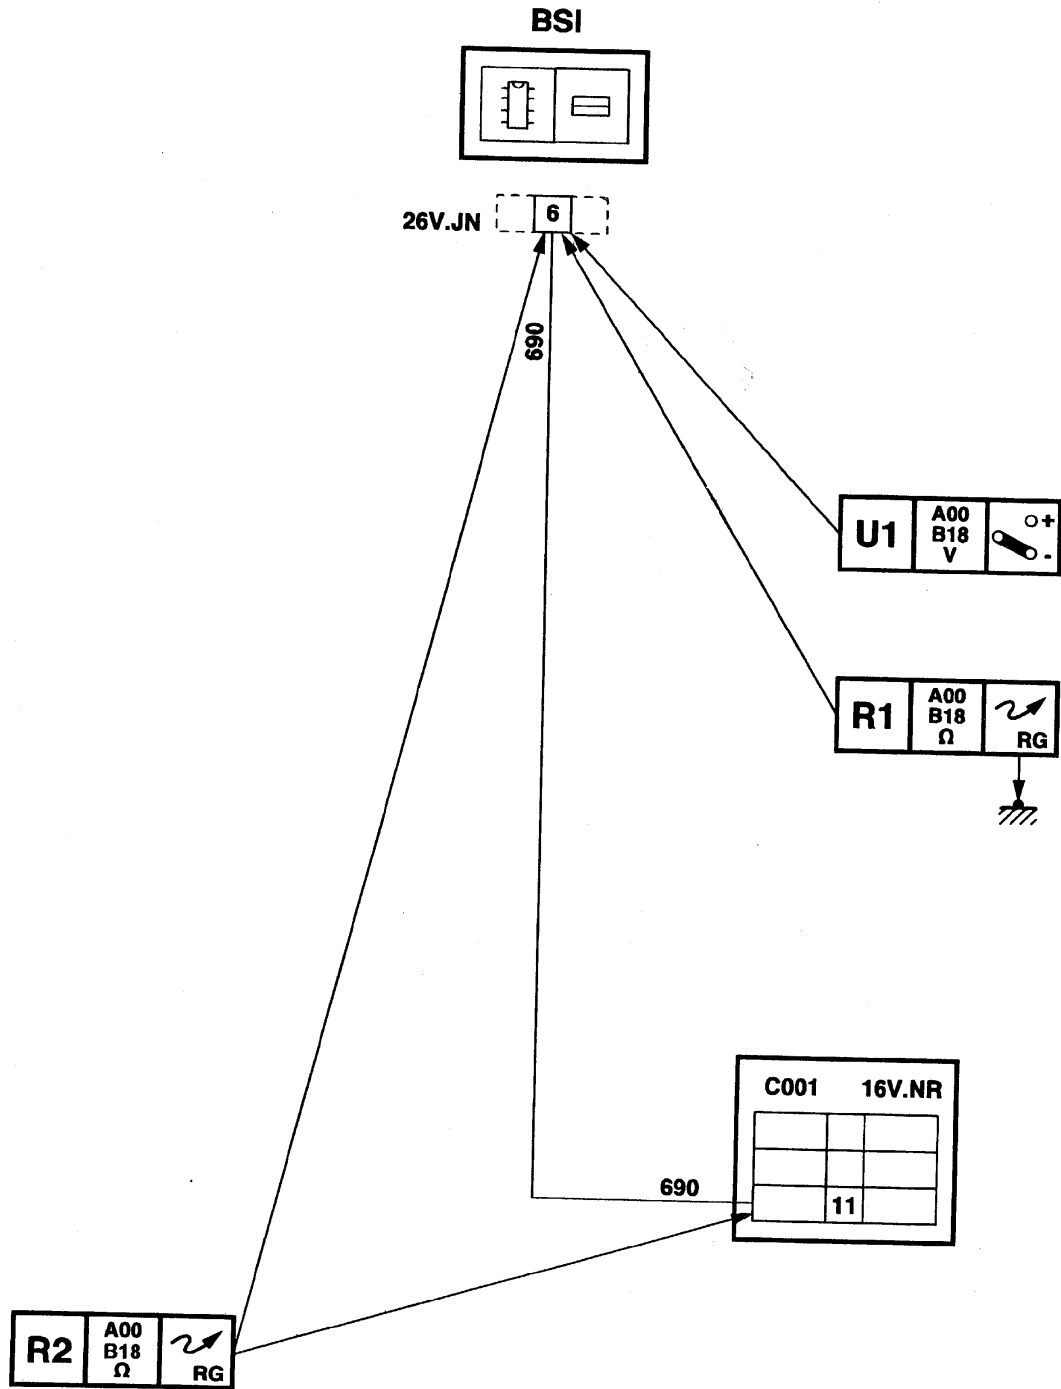 BSI
26V.JN
6
690
U1
A00
B18
V
+
-
R1
A00
B18
Ω
RG
C001 16V.NR
690
11
R2
A00
B18
Ω
RG